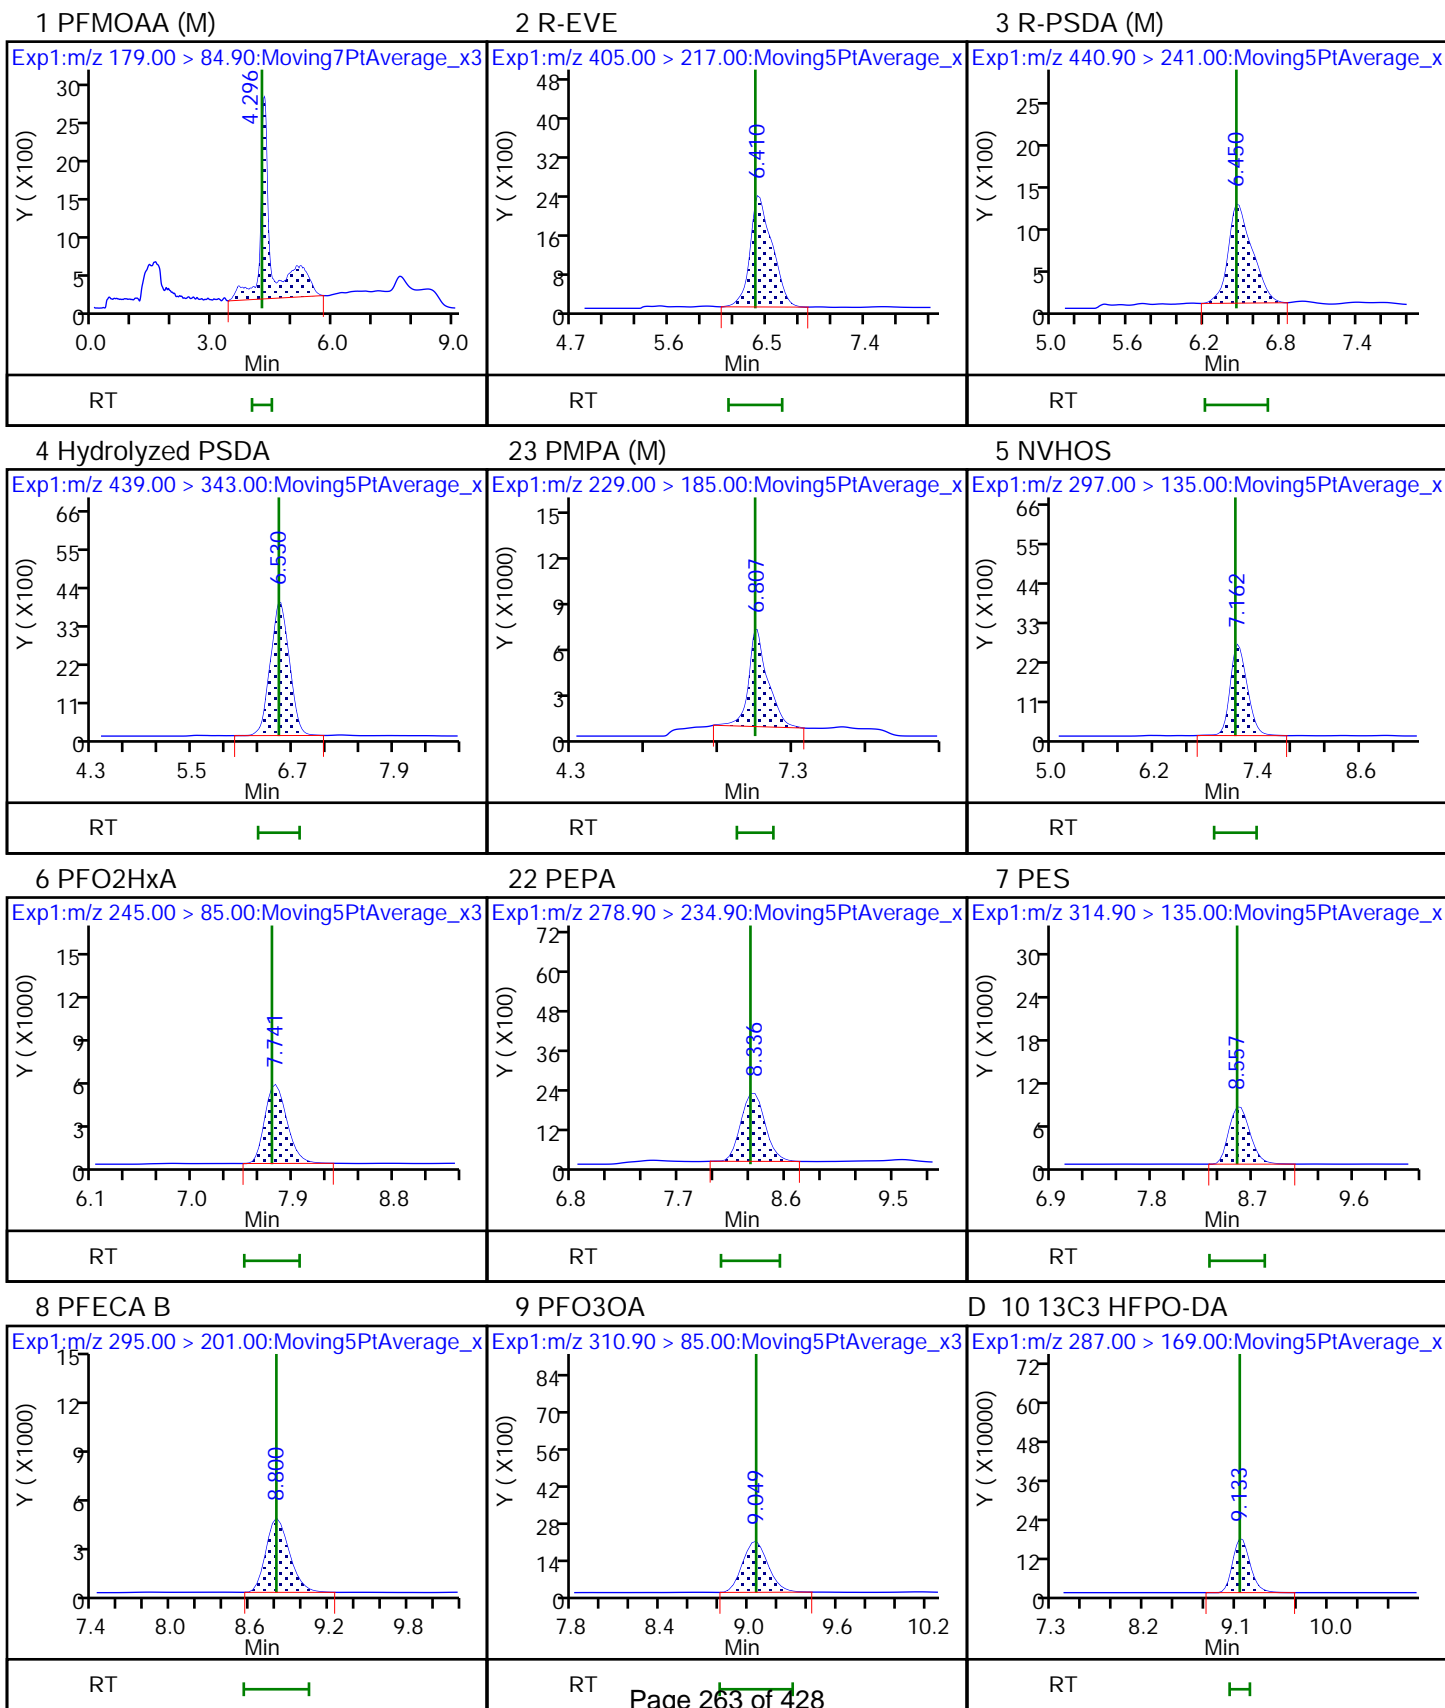 1 PFMOAA (M)
2 R-EVE
3 R-PSDA (M)
Exp1:m/z 179.00 > 84.90:Moving7PtAverage_x3
Exp1:m/z 405.00 > 217.00:Moving5PtAverage_x
Exp1:m/z 440.90 > 241.00:Moving5PtAverage_x
Y ( X100)
30
25
20
15
10
5
0
4.296
0.0 3.0 6.0 9.0
Min
RT
Y ( X100)
48
40
32
24
16
8
0
6.410
4.7 5.6 6.5 7.4
Min
RT
Y ( X100)
25
20
15
10
5
0
6.450
5.0 5.6 6.2 6.8 7.4
Min
RT
4 Hydrolyzed PSDA
23 PMPA (M)
5 NVHOS
Exp1:m/z 439.00 > 343.00:Moving5PtAverage_x
Exp1:m/z 229.00 > 185.00:Moving5PtAverage_x
Exp1:m/z 297.00 > 135.00:Moving5PtAverage_x
Y ( X100)
66
55
44
33
22
11
0
6.530
4.3 5.5 6.7 7.9
Min
RT
Y ( X1000)
15
12
9
6
3
0
6.807
4.3 7.3
Min
RT
Y ( X100)
66
55
44
33
22
11
0
7.162
5.0 6.2 7.4 8.6
Min
RT
6 PFO2HxA
22 PEPA
7 PES
Exp1:m/z 245.00 > 85.00:Moving5PtAverage_x3
Exp1:m/z 278.90 > 234.90:Moving5PtAverage_x
Exp1:m/z 314.90 > 135.00:Moving5PtAverage_x
Y ( X1000)
15
12
9
6
3
0
7.741
6.1 7.0 7.9 8.8
Min
RT
Y ( X100)
72
60
48
36
24
12
0
8.336
6.8 7.7 8.6 9.5
Min
RT
Y ( X1000)
30
24
18
12
6
0
8.557
6.9 7.8 8.7 9.6
Min
RT
8 PFECA B
9 PFO3OA
D 10 13C3 HFPO-DA
Exp1:m/z 295.00 > 201.00:Moving5PtAverage_x
Exp1:m/z 310.90 > 85.00:Moving5PtAverage_x3
Exp1:m/z 287.00 > 169.00:Moving5PtAverage_x
Y ( X1000)
15
12
9
6
3
0
8.800
7.4 8.0 8.6 9.2 9.8
Min
RT
Y ( X100)
84
70
56
42
28
14
0
9.049
7.8 8.4 9.0 9.6 10.2
Min
RT
Y ( X10000)
72
60
48
36
24
12
0
9.133
7.3 8.2 9.1 10.0
Min
RT
Page 263 of 428